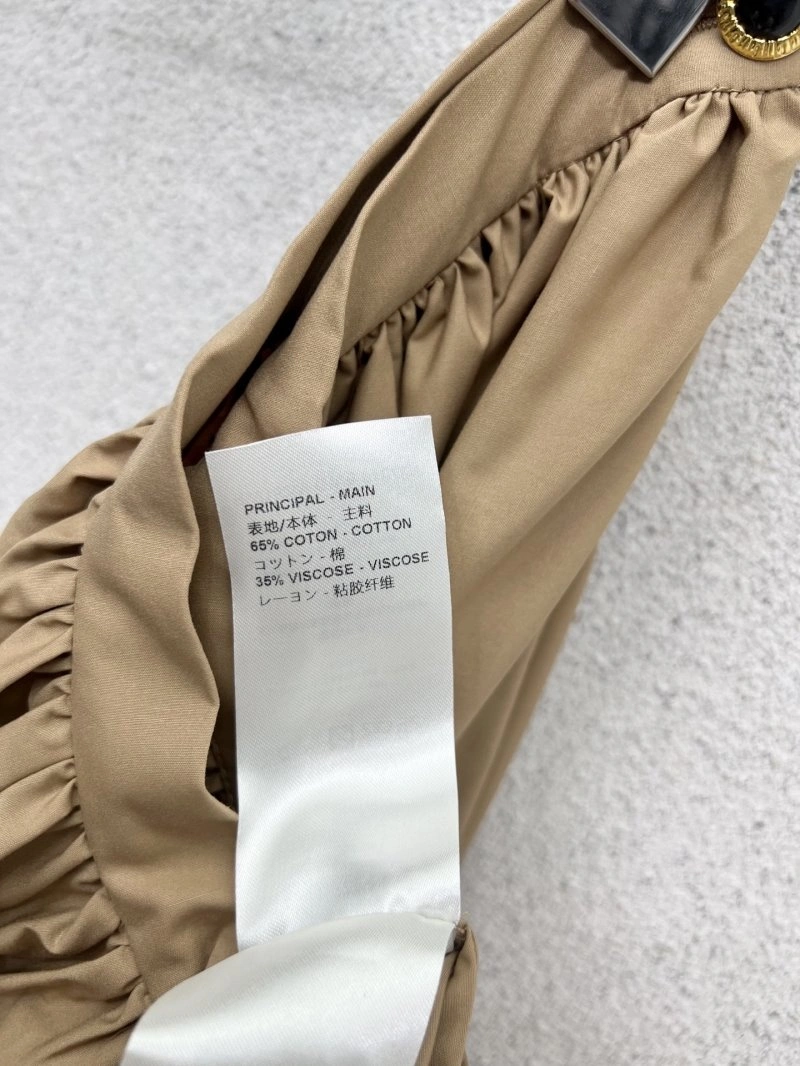 PRINCIPAL - MAIN
表地/本体 - 主料
65% COTON - COTTON
コットン - 棉
35% VISCOSE - VISCOSE
レーヨン - 粘胶纤维